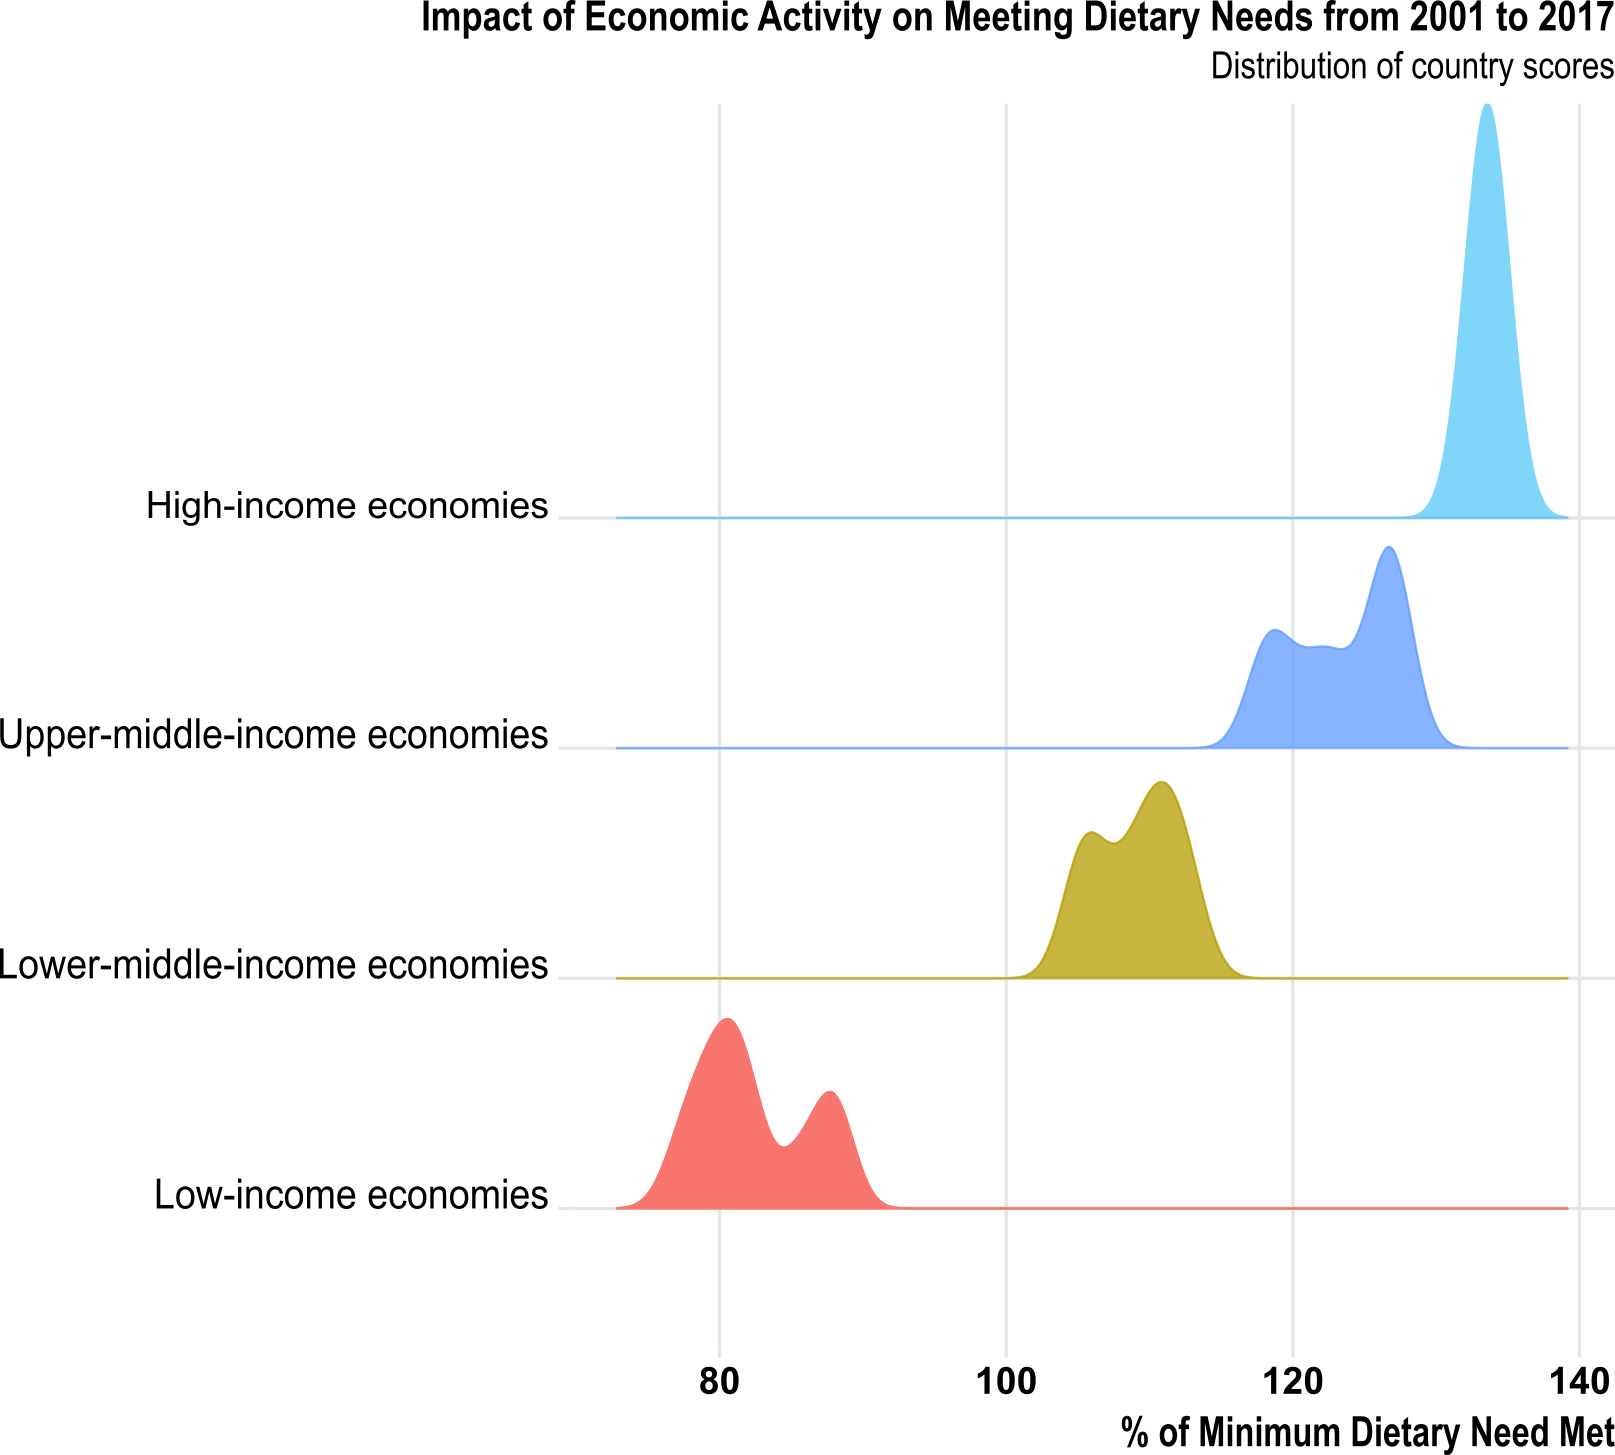 Impact of Economic Activity on Meeting Dietary Needs from 2001 to 2017
Distribution of country scores
High-income economies
Upper-middle-income economies
Lower-middle-income economies
Low-income economies
80 100 120 140
% of Minimum Dietary Need Met